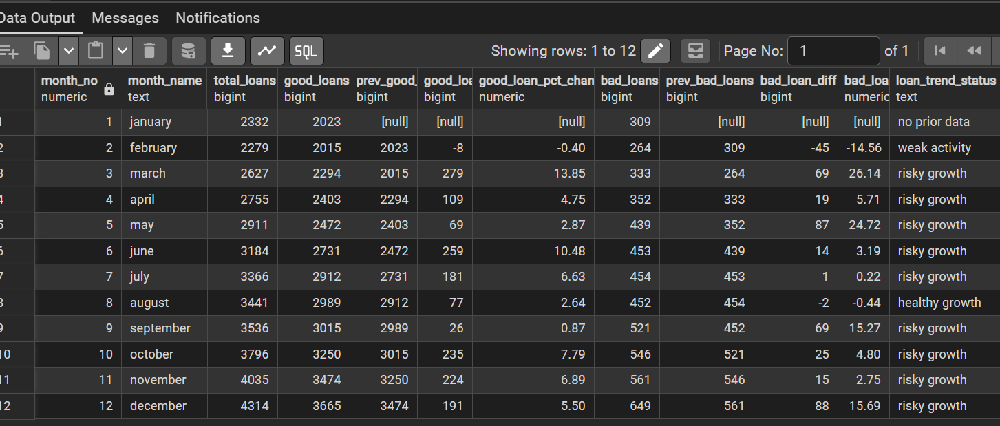 Data Output Messages Notifications
SQL Showing rows: 1 to 12 Page No: 1 of 1
month_no month_name total_loans good_loans prev_good_ good_loa good_loan_pct_chan bad_loans prev_bad_loans bad_loan_diff bad_loa loan_trend_status
numeric text bigint bigint bigint bigint numeric bigint bigint bigint numeric text
1 1 january 2332 2023 [null] [null] [null] 309 [null] [null] [null] no prior data
2 2 february 2279 2015 2023 -8 -0.40 264 309 -45 -14.56 weak activity
3 3 march 2627 2294 2015 279 13.85 333 264 69 26.14 risky growth
4 4 april 2755 2403 2294 109 4.75 352 333 19 5.71 risky growth
5 5 may 2911 2472 2403 69 2.87 439 352 87 24.72 risky growth
6 6 june 3184 2731 2472 259 10.48 453 439 14 3.19 risky growth
7 7 july 3366 2912 2731 181 6.63 454 453 1 0.22 risky growth
8 8 august 3441 2989 2912 77 2.64 452 454 -2 -0.44 healthy growth
9 9 september 3536 3015 2989 26 0.87 521 452 69 15.27 risky growth
10 10 october 3796 3250 3015 235 7.79 546 521 25 4.80 risky growth
11 11 november 4035 3474 3250 224 6.89 561 546 15 2.75 risky growth
12 12 december 4314 3665 3474 191 5.50 649 561 88 15.69 risky growth